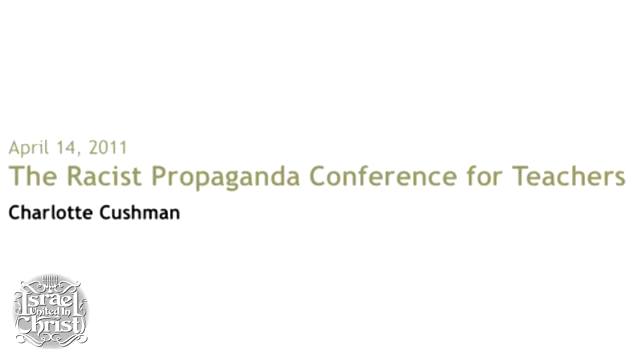 April 14, 2011
The Racist Propaganda Conference for Teachers
Charlotte Cushman
Israel
United In
Christ